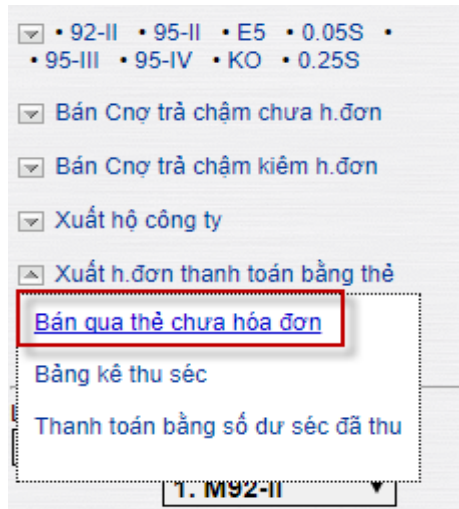 • 92-II • 95-II • E5 • 0.05S •
• 95-III • 95-IV • KO • 0.25S
Bán Cnợ trả chậm chưa h.đơn
Bán Cnợ trả chậm kiêm h.đơn
Xuất hộ công ty
Xuất h.đơn thanh toán bằng thẻ
Bán qua thẻ chưa hóa đơn
Bảng kê thu séc
Thanh toán bằng số dư séc đã thu
1. M92-II